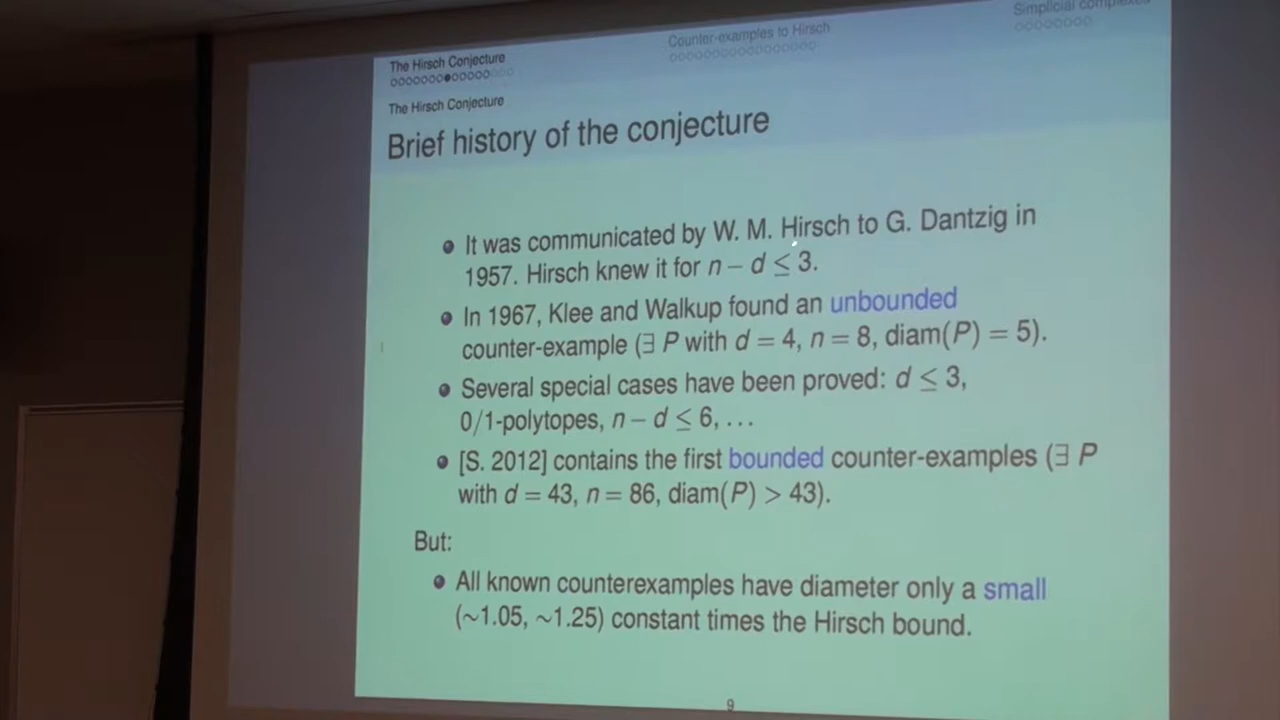 The Hirsch Conjecture
Counter-examples to Hirsch
Simplicial complexes
The Hirsch Conjecture
Brief history of the conjecture
It was communicated by W. M. Hirsch to G. Dantzig in
1957. Hirsch knew it for n − d ≤ 3.
In 1967, Klee and Walkup found an unbounded
counter-example (∃ P with d = 4, n = 8, diam(P) = 5).
Several special cases have been proved: d ≤ 3,
0/1-polytopes, n − d ≤ 6, ...
[S. 2012] contains the first bounded counter-examples (∃ P
with d = 43, n = 86, diam(P) > 43).
But:
All known counterexamples have diameter only a small
(~1.05, ~1.25) constant times the Hirsch bound.
9